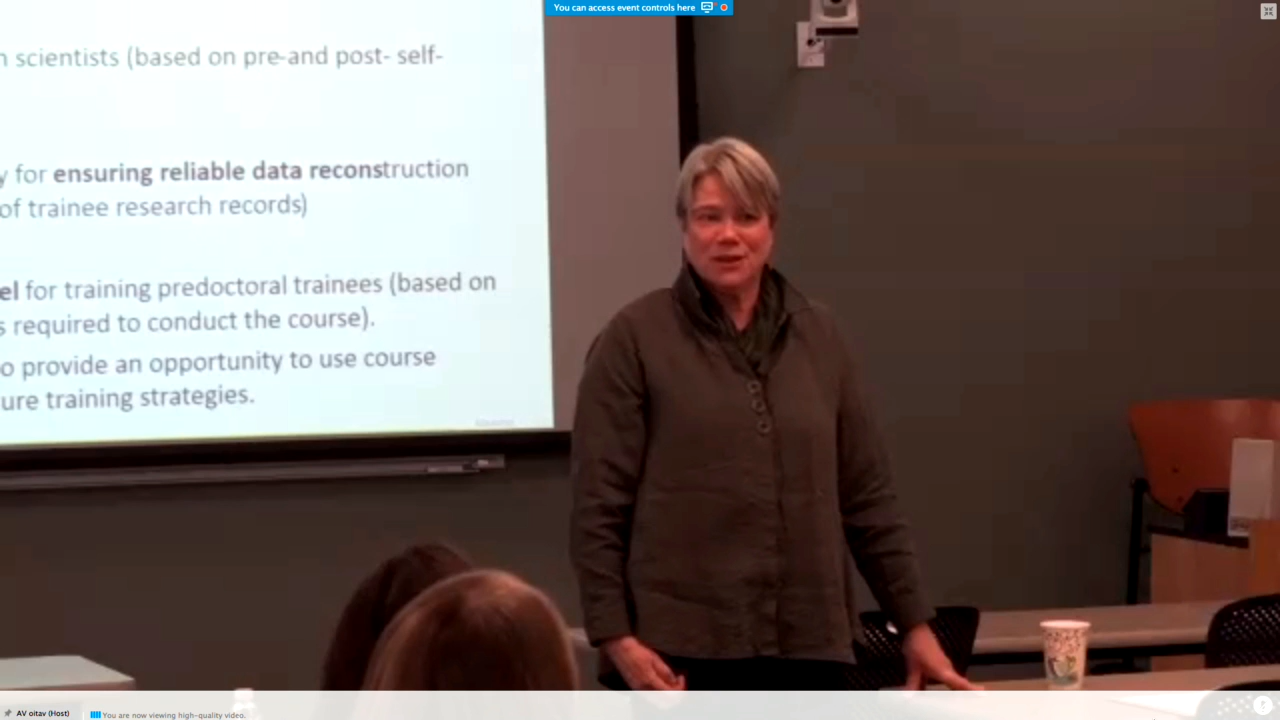 You can access event controls here
n scientists (based on pre-and post- self-
y for ensuring reliable data reconstruction
of trainee research records)
el for training predoctoral trainees (based on
s required to conduct the course).
o provide an opportunity to use course
ure training strategies.
AV oitav (Host)
You are now viewing high-quality video.
?